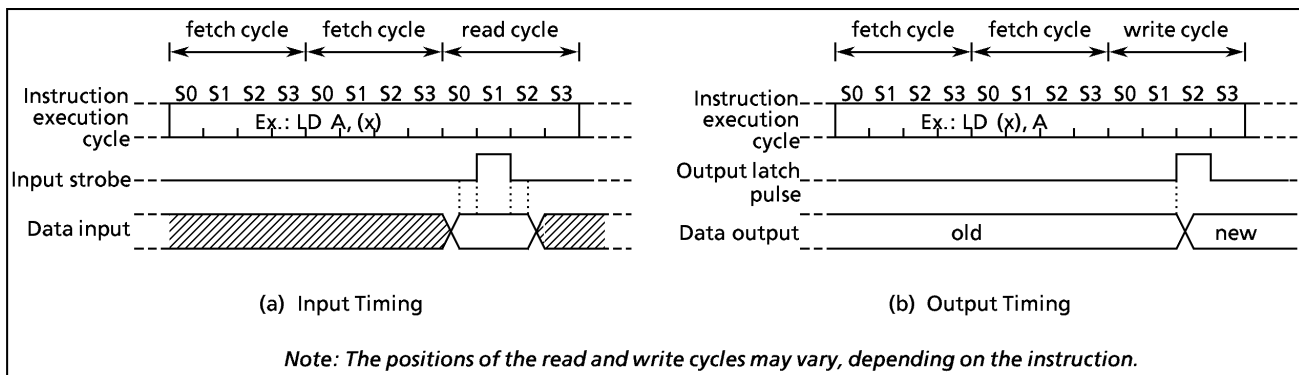 fetch cycle fetch cycle read cycle
S0 S1 S2 S3 S0 S1 S2 S3 S0 S1 S2 S3
Instruction
execution
cycle
Ex.: LD A, (x)
Input strobe
Data input
(a) Input Timing
fetch cycle fetch cycle write cycle
S0 S1 S2 S3 S0 S1 S2 S3 S0 S1 S2 S3
Instruction
execution
cycle
Ex.: LD (x), A
Output latch
pulse
Data output
old
new
(b) Output Timing
Note: The positions of the read and write cycles may vary, depending on the instruction.